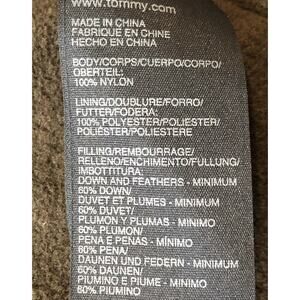 www.tommy.com
MADE IN CHINA
FABRIQUE EN CHINE
HECHO EN CHINA
BODY/CORPS/CUERPO/CORPO/
OBERTEIL:
100% NYLON
LINING/DOUBLURE/FORRO/
FUTTER/FODERA:
100% POLYESTER/POLIESTER/
POLIÉSTER/POLIESTERE
FILLING/REMBOURRAGE/
RELLENO/ENCHIMENTO/FULLUNG/
IMBOTTITURA:
DOWN AND FEATHERS - MINIMUM
60% DOWN/
DUVET ET PLUMES - MINIMUM
60% DUVET/
PLUMON Y PLUMAS - MINIMO
60% PLUMON/
PENA E PENAS - MINIMO
60% PENA/
DAUNEN UND FEDERN - MINIMUM
60% DAUNEN/
PIUMINO E PIUME - MINIMO
60% PIUMINO